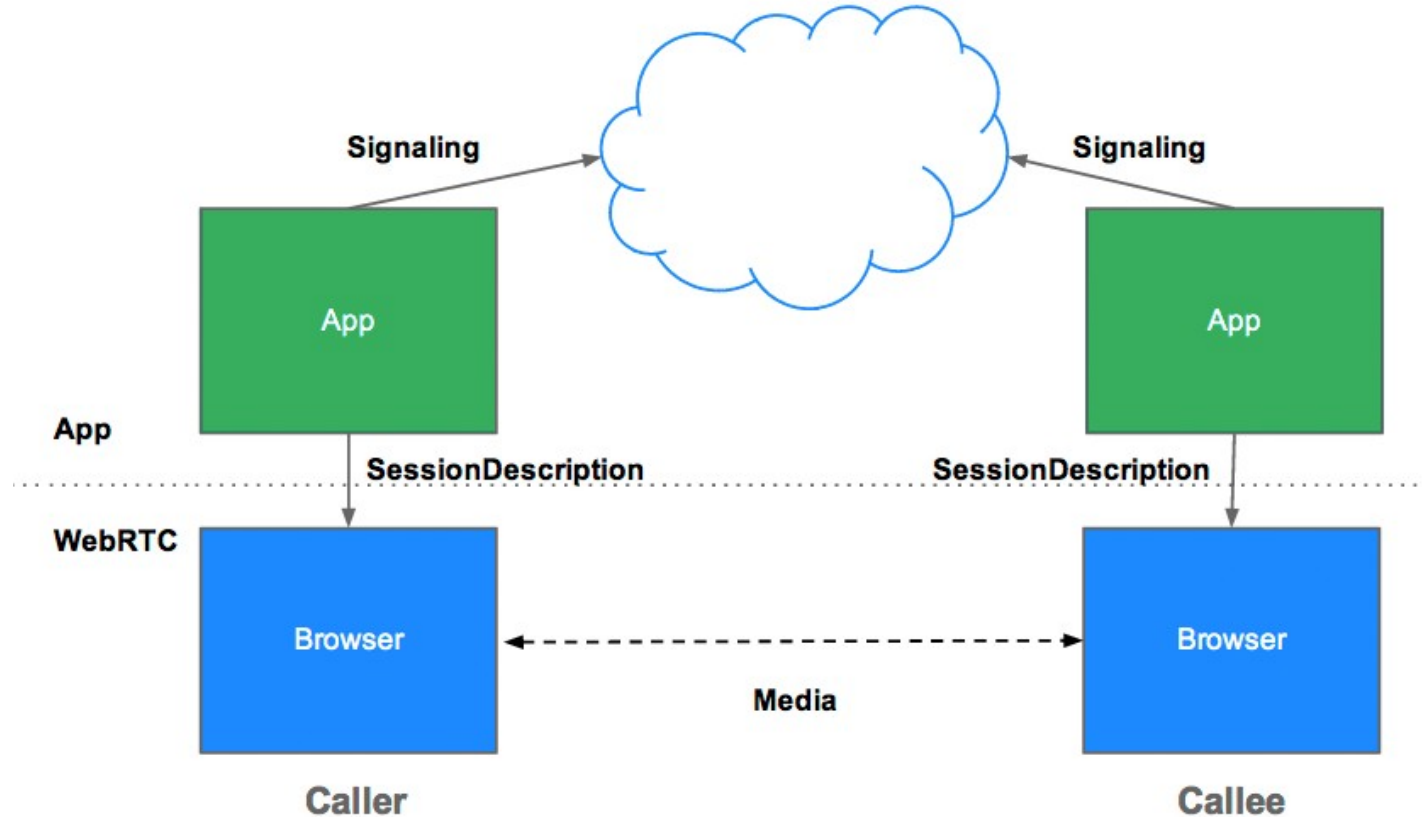 Signaling
Signaling
App
App
App
SessionDescription
SessionDescription
WebRTC
Browser
Browser
Media
Caller
Callee